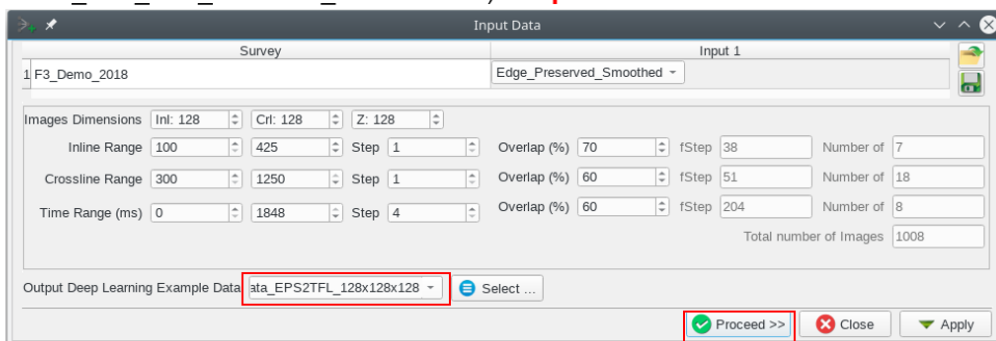 Input Data
Survey Input 1
1 F3_Demo_2018 Edge_Preserved_Smoothed
Images Dimensions Inl: 128 Crl: 128 Z: 128
Inline Range 100 425 Step 1 Overlap (%) 70 fStep 38 Number of 7
Crossline Range 300 1250 Step 1 Overlap (%) 60 fStep 51 Number of 18
Time Range (ms) 0 1848 Step 4 Overlap (%) 60 fStep 204 Number of 8
Total number of Images 1008
Output Deep Learning Example Data ata_EPS2TFL_128x128x128 Select ...
Proceed >> Close Apply